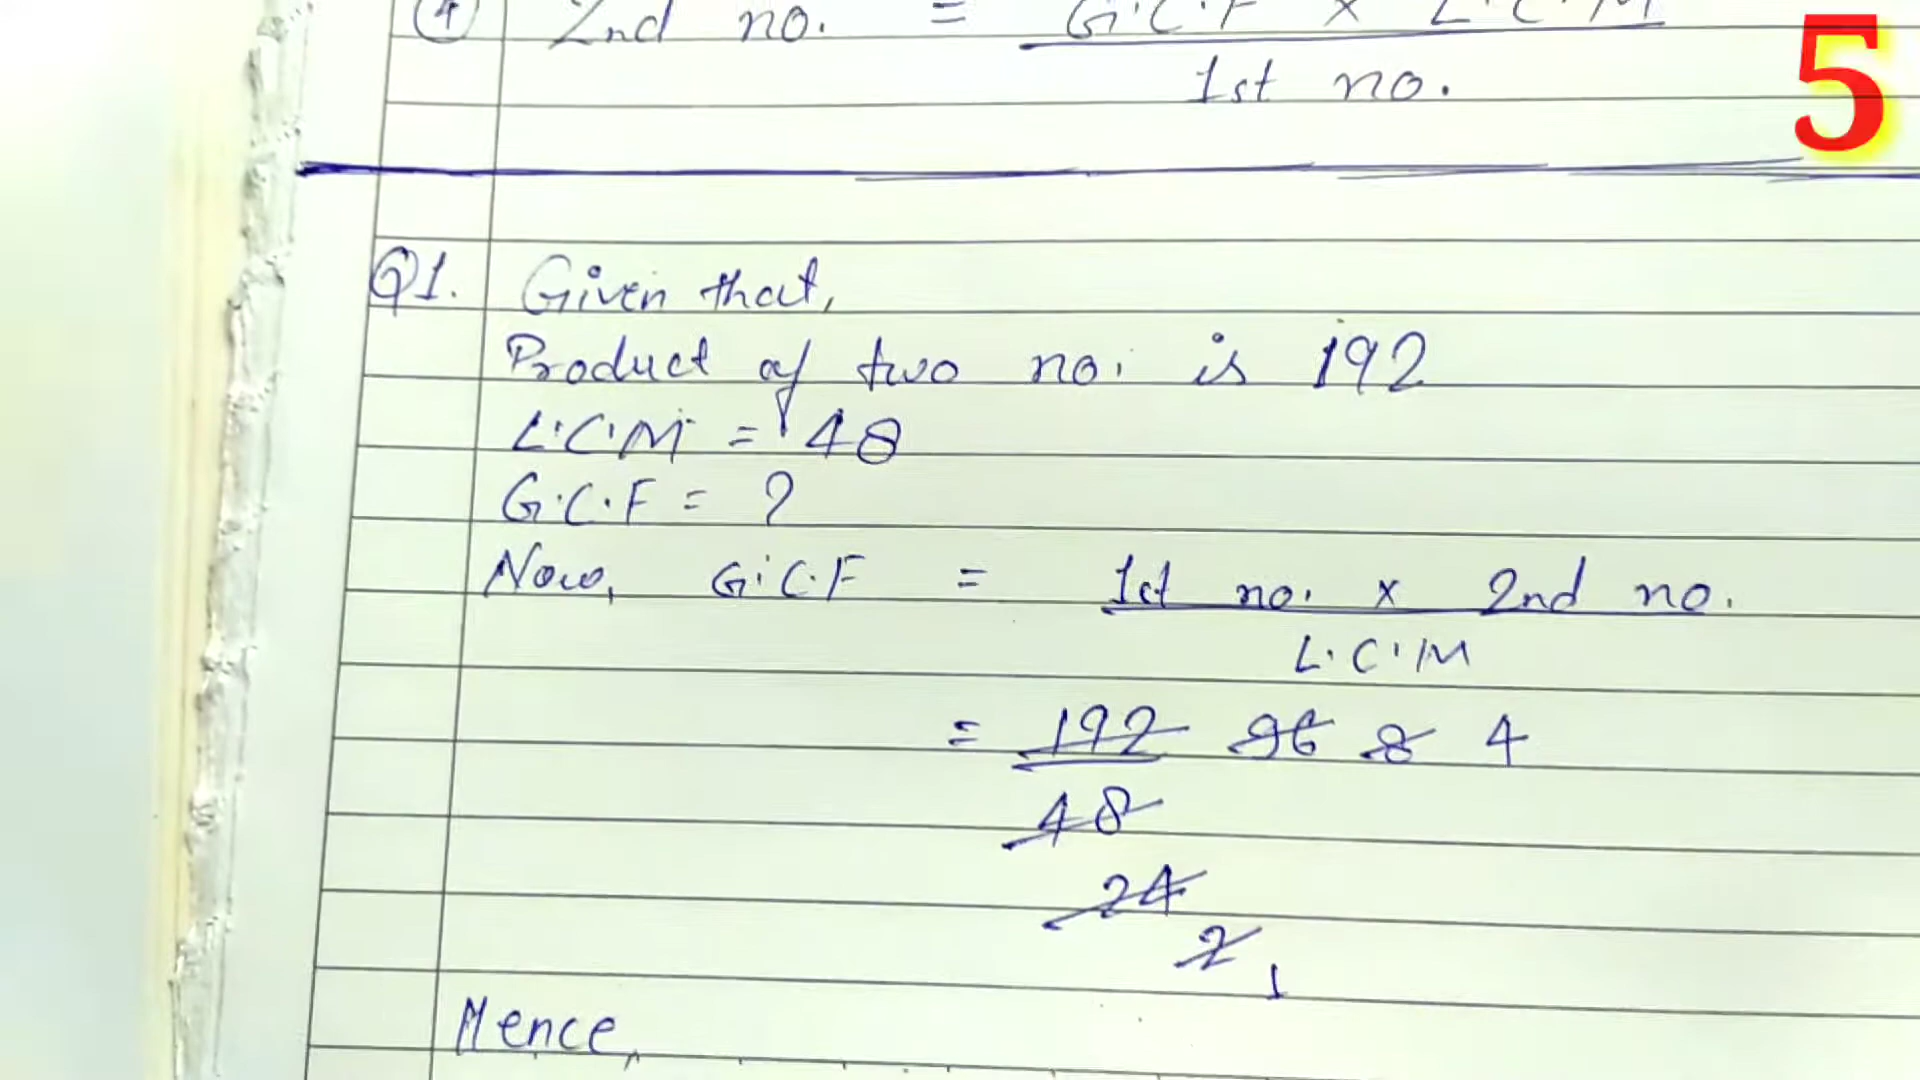 ④ 2nd no. = G.C.F x L.C.M
1st no.
5
Q1. Given that,
Product of two no. is 192
L.C.M = 48
G.C.F = ?
Now, G.C.F = 1st no. x 2nd no.
L.C.M
= 192 96 8 4
48
24
2 1
Hence,